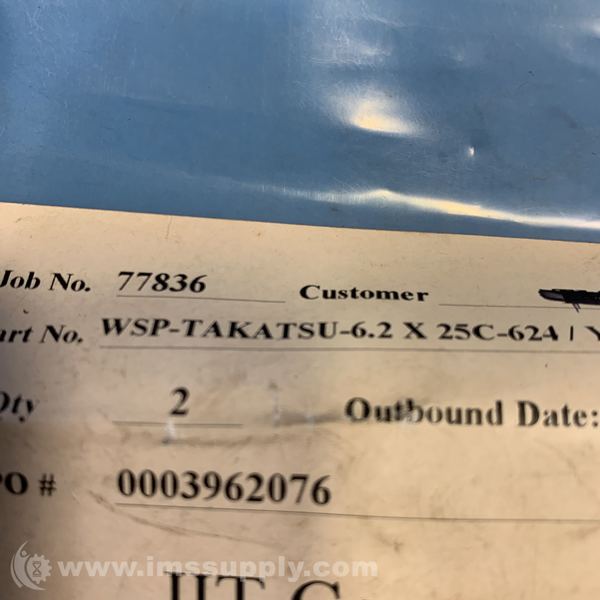 Job No. 77836 Customer
art No. WSP-TAKATSU-6.2 X 25C-624 | Y
Qty 2 Outbound Date:
PO # 0003962076
www.imssupply.com